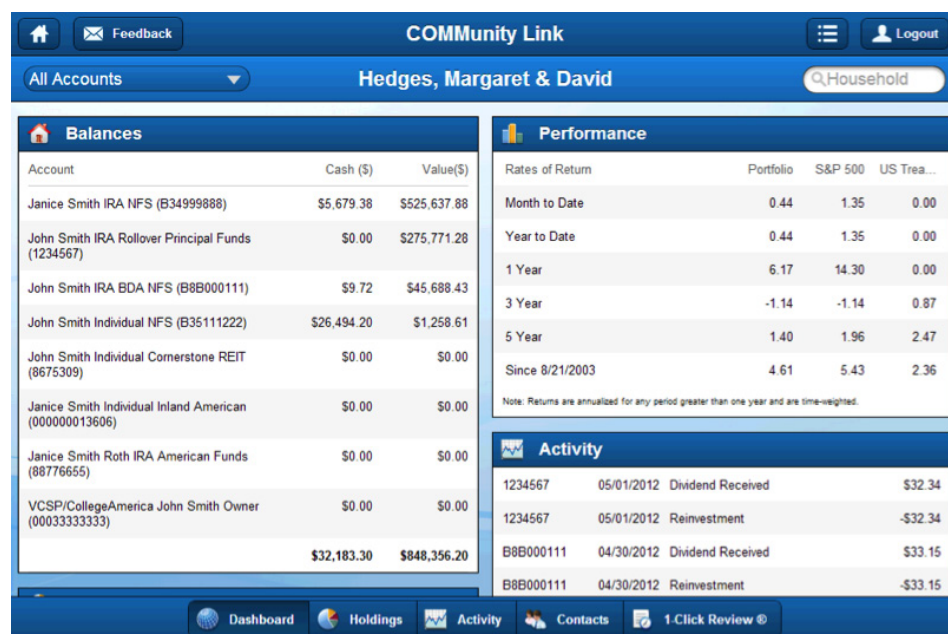 Feedback
COMMunity Link
Logout
All Accounts
Hedges, Margaret & David
Household
Balances
Account Cash ($) Value($)
Janice Smith IRA NFS (B34999888) $5,679.38 $525,637.88
John Smith IRA Rollover Principal Funds
(1234567) $0.00 $275,771.28
John Smith IRA BDA NFS (B8B000111) $9.72 $45,688.43
John Smith Individual NFS (B35111222) $26,494.20 $1,258.61
John Smith Individual Cornerstone REIT
(8675309) $0.00 $0.00
Janice Smith Individual Inland American
(000000013606) $0.00 $0.00
Janice Smith Roth IRA American Funds
(88776655) $0.00 $0.00
VCSP/CollegeAmerica John Smith Owner
(00033333333) $0.00 $0.00
$32,183.30 $848,356.20
Performance
Rates of Return Portfolio S&P 500 US Trea...
Month to Date 0.44 1.35 0.00
Year to Date 0.44 1.35 0.00
1 Year 6.17 14.30 0.00
3 Year -1.14 -1.14 0.87
5 Year 1.40 1.96 2.47
Since 8/21/2003 4.61 5.43 2.36
Note: Returns are annualized for any period greater than one year and are time-weighted.
Activity
1234567 05/01/2012 Dividend Received $32.34
1234567 05/01/2012 Reinvestment -$32.34
B8B000111 04/30/2012 Dividend Received $33.15
B8B000111 04/30/2012 Reinvestment -$33.15
Dashboard
Holdings
Activity
Contacts
1-Click Review ®